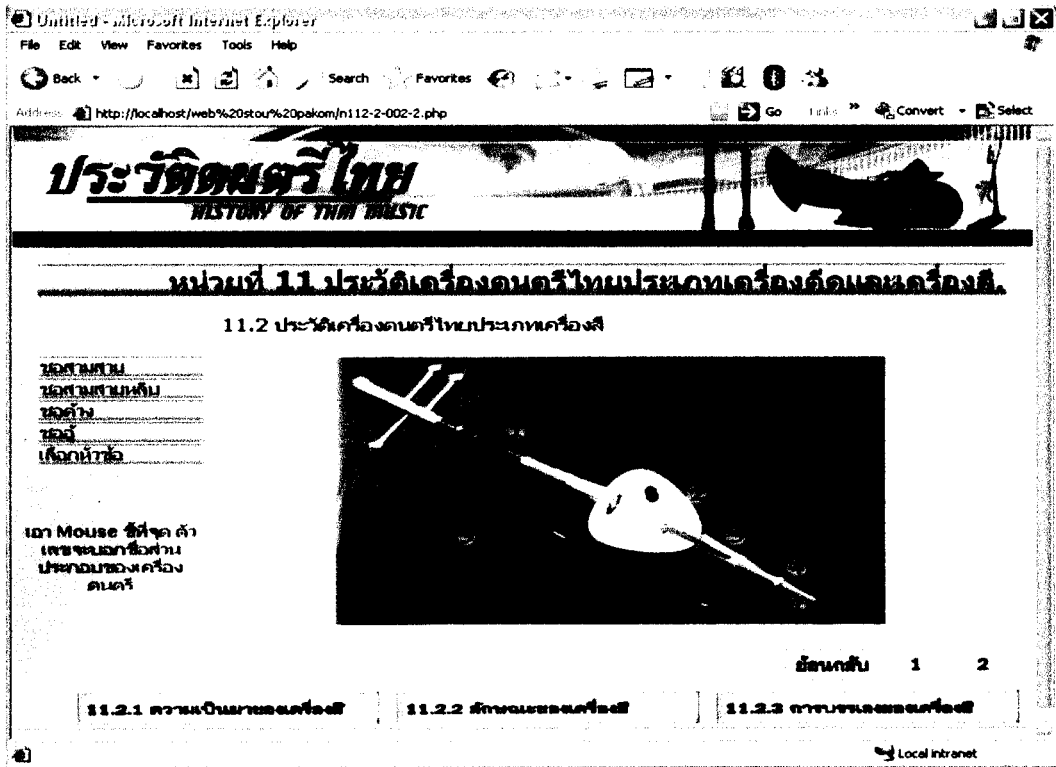 Untitled - Microsoft Internet Explorer
File Edit View Favorites Tools Help
Back Search Favorites
Address http://localhost/web%20stou%20pakom/n112-2-002-2.php Go Links » Convert Select
ประวัติดนตรีไทย
HISTORY OF THAI MUSIC
หน่วยที่ 11 ประวัติเครื่องดนตรีไทยประเภทเครื่องดีดและเครื่องสี.
11.2 ประวัติเครื่องดนตรีไทยประเภทเครื่องสี
ซอสามสาย
ซอสามสายหลีบ
ซอด้วง
ซออู้
เลือกหัวข้อ
เอา Mouse ชี้ที่จุด ตัว
เลขจะบอกชื่อส่วน
ประกอบของเครื่อง
ดนตรี
ย้อนกลับ 1 2
11.2.1 ความเป็นมาของเครื่องสี 11.2.2 ลักษณะของเครื่องสี 11.2.3 การบรรเลงของเครื่องสี
Local intranet